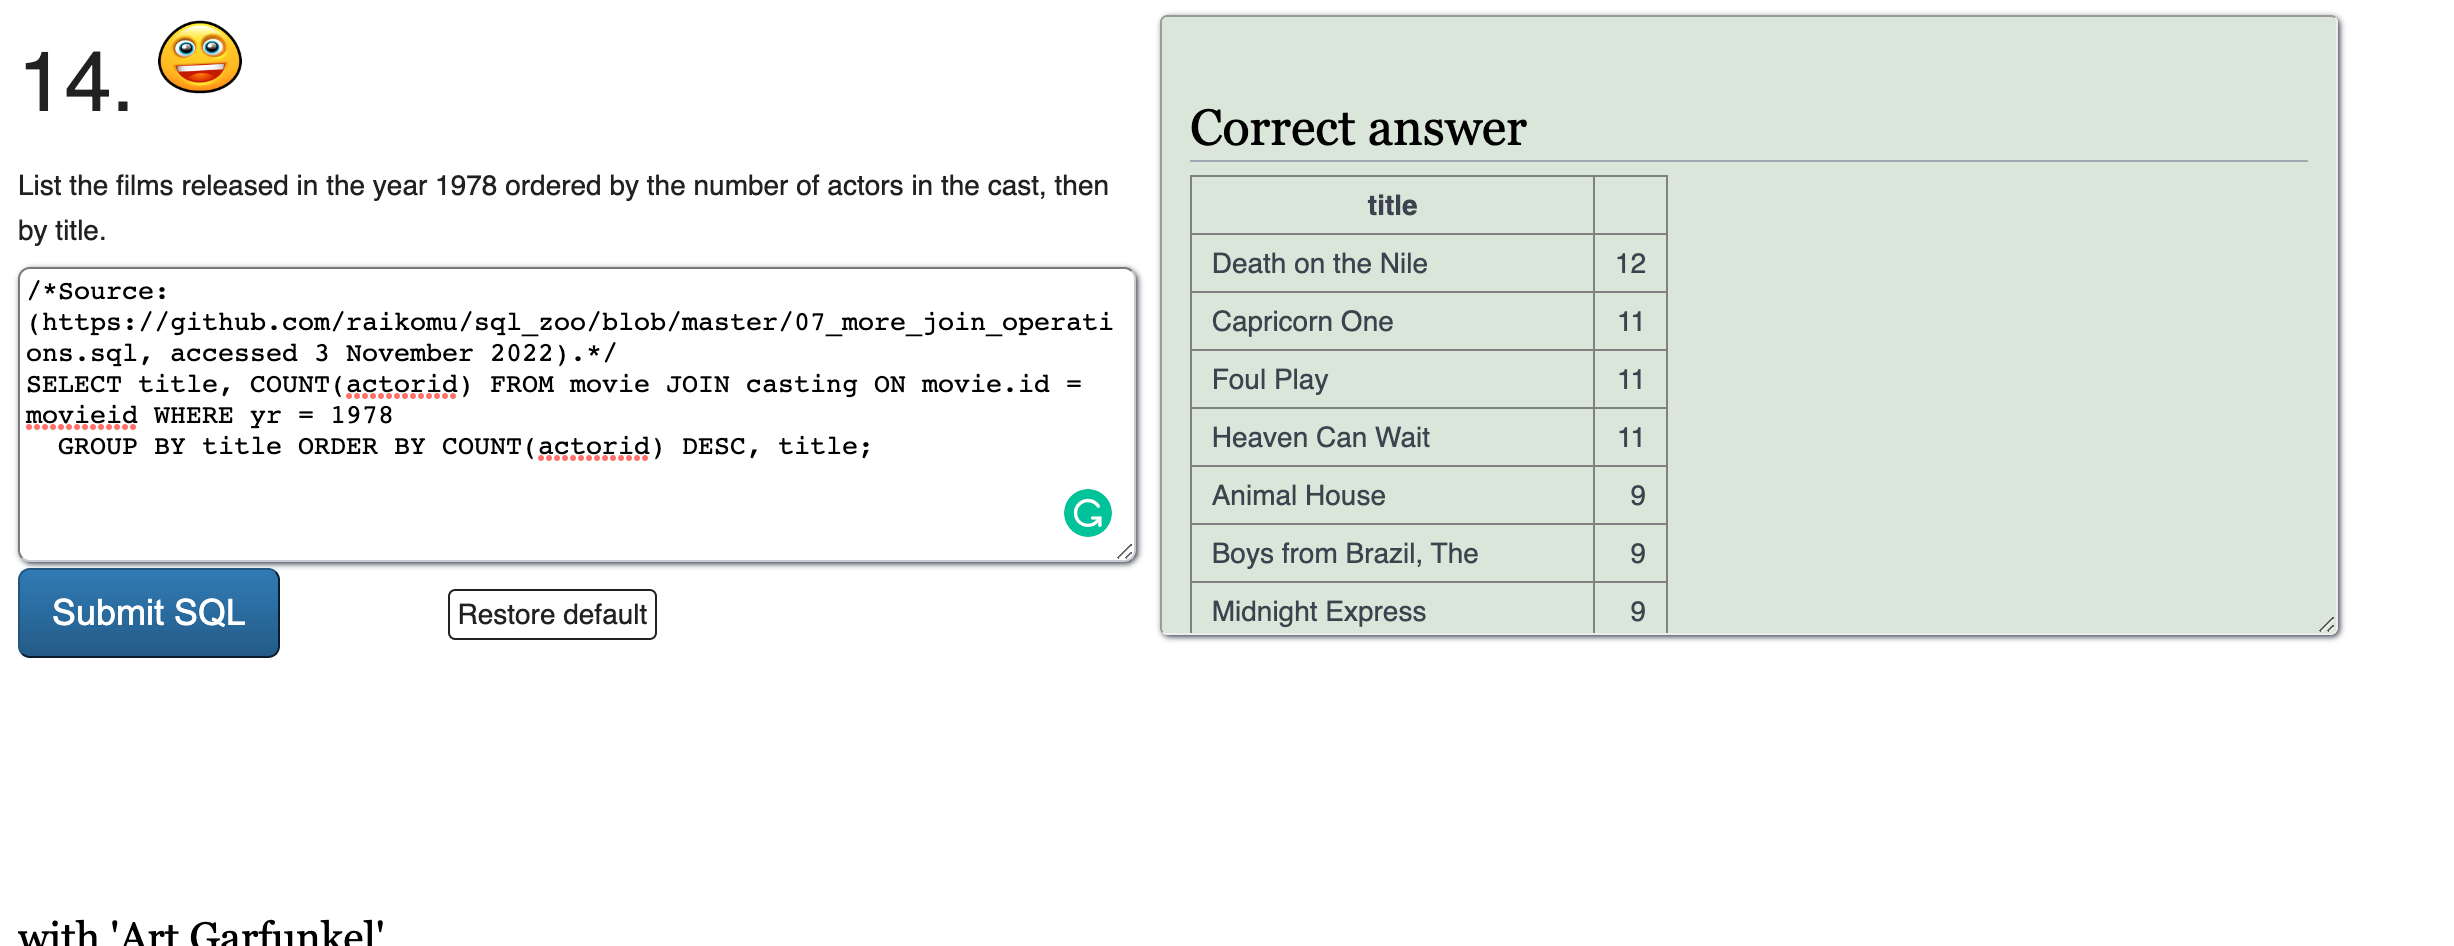 14.
List the films released in the year 1978 ordered by the number of actors in the cast, then
by title.
/*Source:
(https://github.com/raikomu/sql_zoo/blob/master/07_more_join_operati
ons.sql, accessed 3 November 2022).*/
SELECT title, COUNT(actorid) FROM movie JOIN casting ON movie.id =
movieid WHERE yr = 1978
  GROUP BY title ORDER BY COUNT(actorid) DESC, title;
G
Submit SQL
Restore default
Correct answer
title
Death on the Nile 12
Capricorn One 11
Foul Play 11
Heaven Can Wait 11
Animal House 9
Boys from Brazil, The 9
Midnight Express 9
with 'Art Garfunkel'